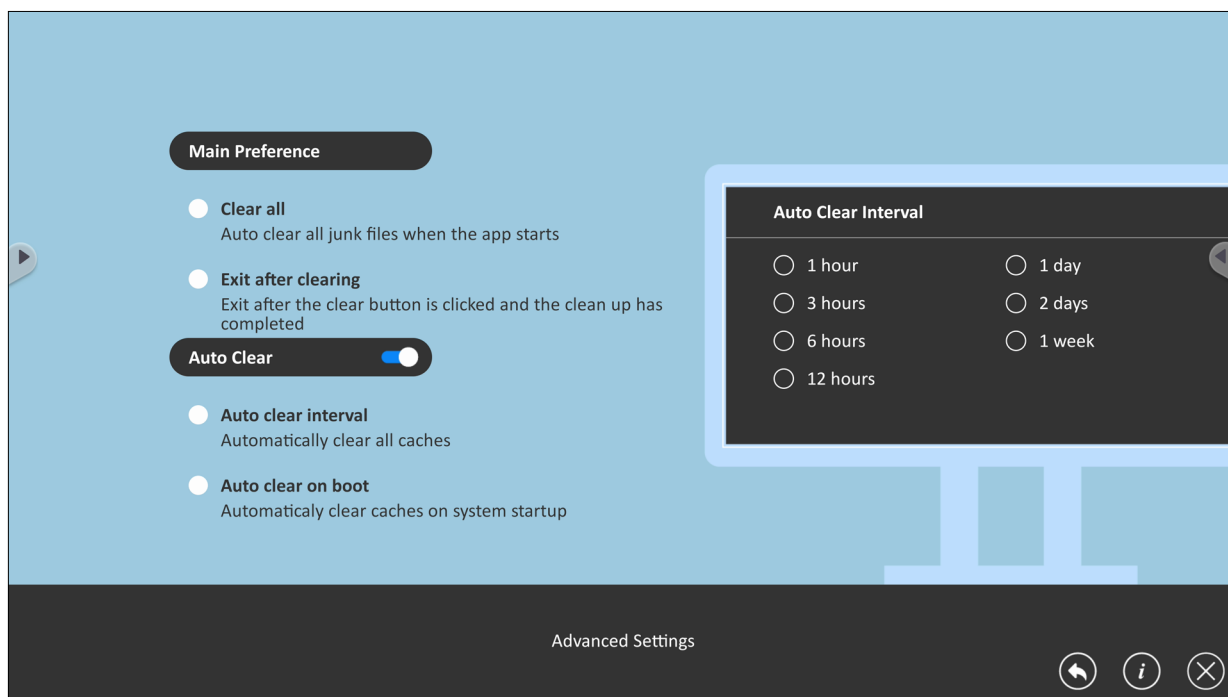 Main Preference
Clear all
Auto clear all junk files when the app starts
Exit after clearing
Exit after the clear button is clicked and the clean up has
completed
Auto Clear
Auto clear interval
Automatically clear all caches
Auto clear on boot
Automaticaly clear caches on system startup
Auto Clear Interval
1 hour
3 hours
6 hours
12 hours
1 day
2 days
1 week
Advanced Settings
i